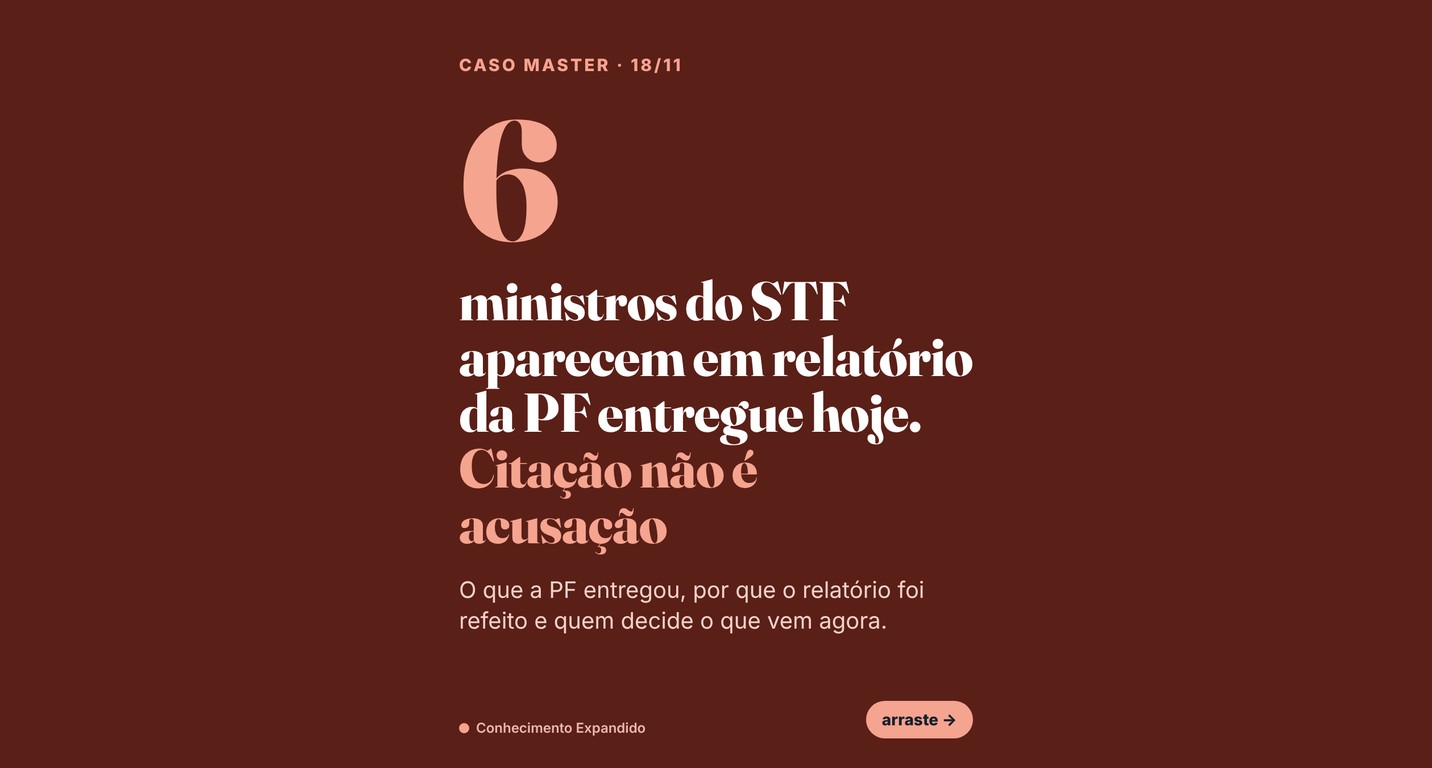 CASO MASTER · 18/11
6
ministros do STF
aparecem em relatório
da PF entregue hoje.
Citação não é
acusação
O que a PF entregou, por que o relatório foi
refeito e quem decide o que vem agora.
Conhecimento Expandido
arraste →